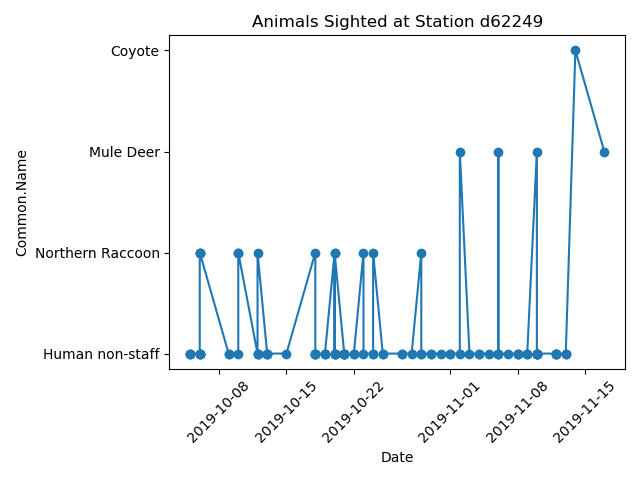 Animals Sighted at Station d62249
Coyote
Mule Deer
Northern Raccoon
Human non-staff
Common.Name
2019-10-08
2019-10-15
2019-10-22
2019-11-01
2019-11-08
2019-11-15
Date